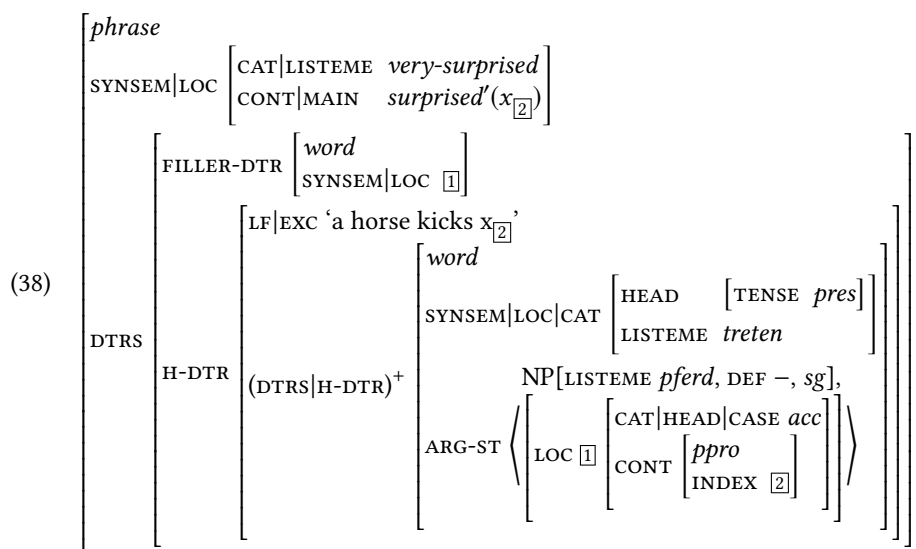 phrase
SYNSEM|LOC [CAT|LISTEME very-surprised
CONT|MAIN surprised′(x[2])]
FILLER-DTR [word
SYNSEM|LOC [1]]
LF|EXC ‘a horse kicks x[2]’
word
(38) SYNSEM|LOC|CAT [HEAD [TENSE pres]
LISTEME treten]
DTRS H-DTR (DTRS|H-DTR)⁺
NP[LISTEME pferd, DEF −, sg],
ARG-ST ⟨[LOC [1] [CAT|HEAD|CASE acc
CONT [ppro
INDEX [2]]]]⟩